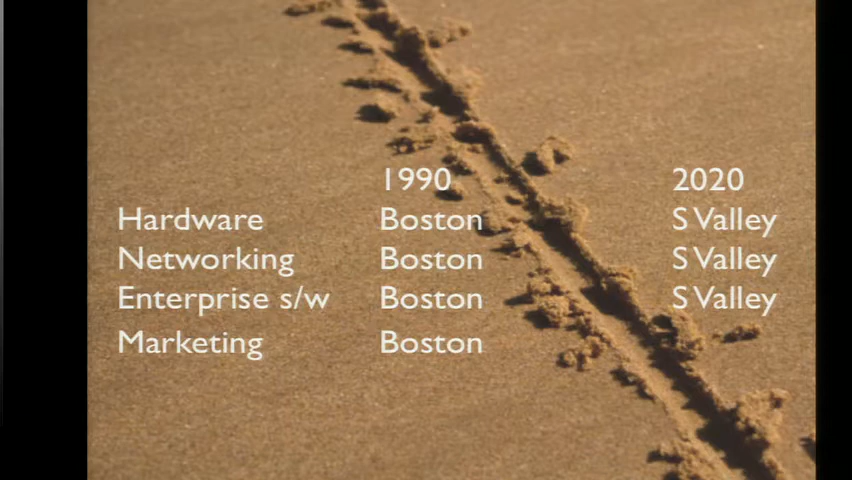 1990 2020
Hardware Boston S Valley
Networking Boston S Valley
Enterprise s/w Boston S Valley
Marketing Boston